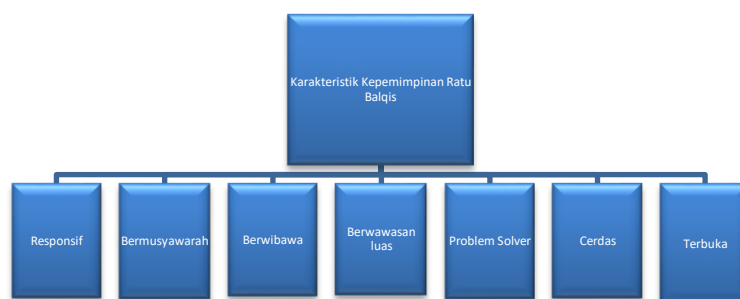 Karakteristik Kepemimpinan Ratu
Balqis
Responsif
Bermusyawarah
Berwibawa
Berwawasan
luas
Problem Solver
Cerdas
Terbuka